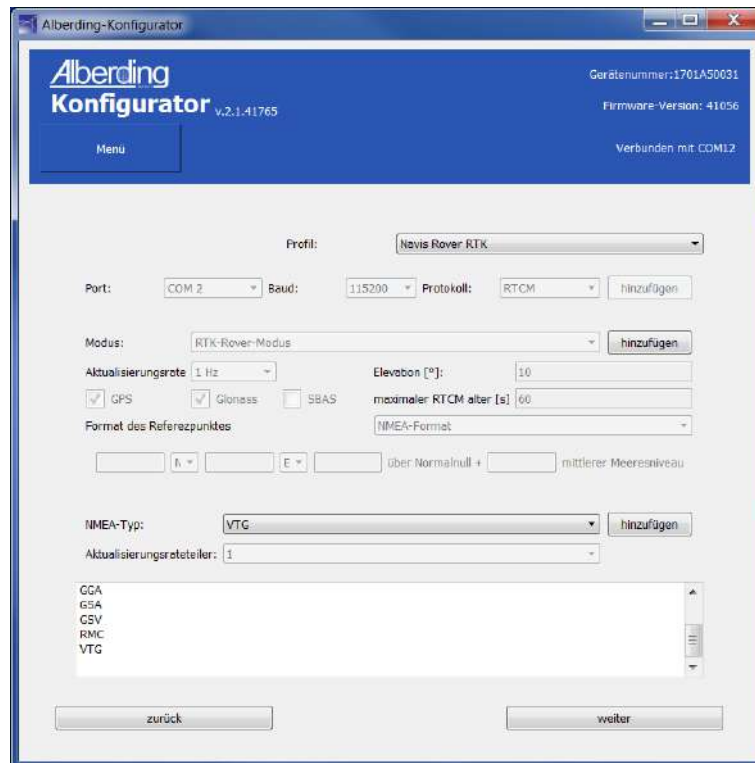 Alberding-Konfigurator
Alberding
Konfigurator v.2.1.41765
Gerätenummer:1701A50031
Firmware-Version: 41056
Menü
Verbunden mit COM12
Profil: Navis Rover RTK
Port: COM 2 Baud: 115200 Protokoll: RTCM hinzufügen
Modus: RTK-Rover-Modus hinzufügen
Aktualisierungsrate 1 Hz Elevation [°]: 10
GPS Glonass SBAS maximaler RTCM alter [s] 60
Format des Referezpunktes NMEA-Format
N E über Normalnull + mittlerer Meeresniveau
NMEA-Typ: VTG hinzufügen
Aktualisierungsrateteiler: 1
GGA
GSA
GSV
RMC
VTG
zurück weiter